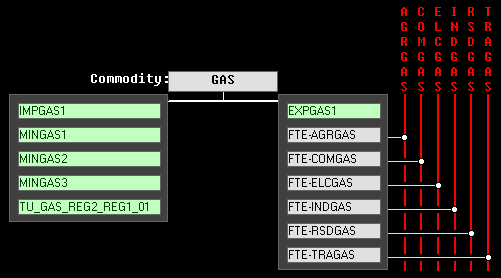 Commodity: GAS
IMPGAS1
MINGAS1
MINGAS2
MINGAS3
TU_GAS_REG2_REG1_01
EXPGAS1
FTE-AGRGAS
FTE-COMGAS
FTE-ELCGAS
FTE-INDGAS
FTE-RSDGAS
FTE-TRAGAS
AGRGAS
COMGAS
ELCGAS
INDGAS
RSDGAS
TRAGAS